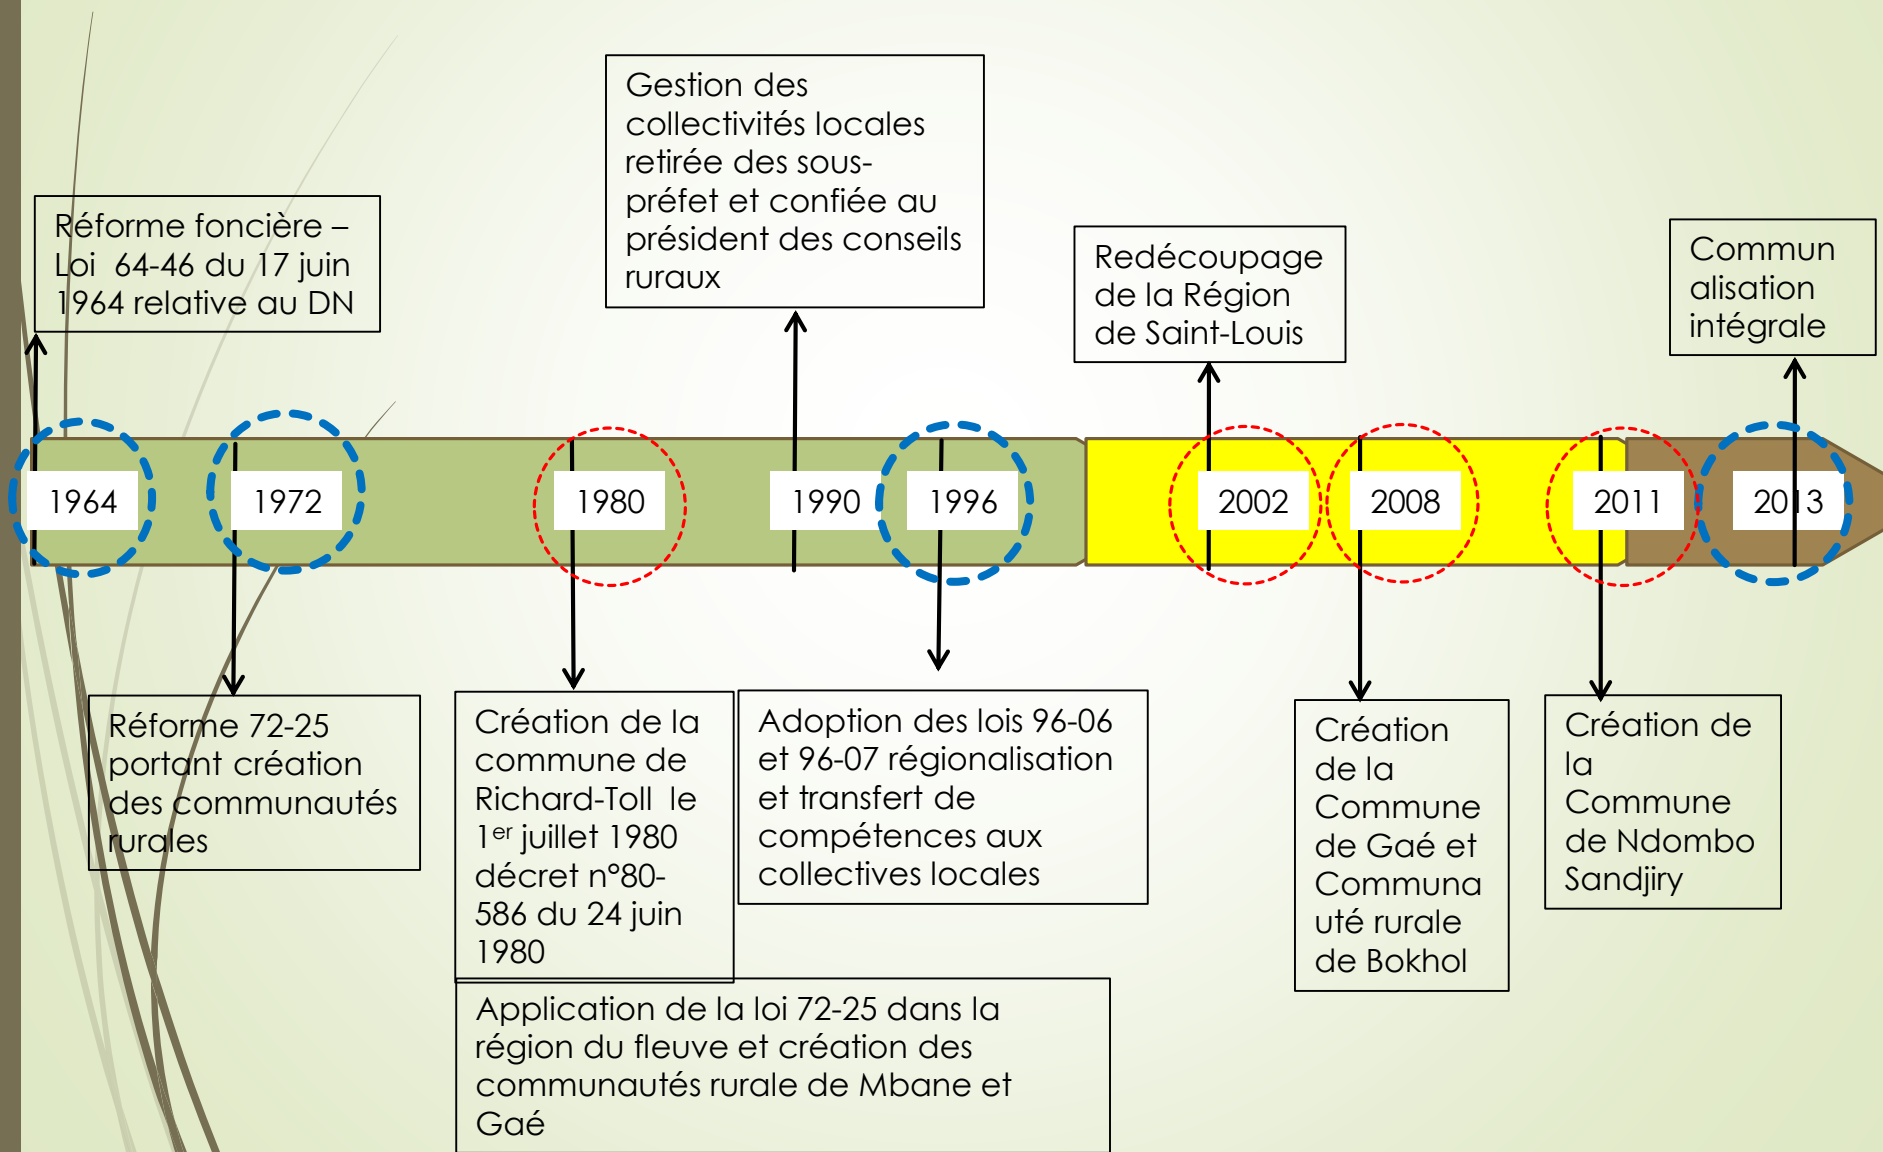 Gestion des
collectivités locales
retirée des sous-
préfet et confiée au
président des conseils
ruraux
Réforme foncière –
Loi 64-46 du 17 juin
1964 relative au DN
Redécoupage
de la Région
de Saint-Louis
Commun
alisation
intégrale
1964
1972
1980
1990
1996
2002
2008
2011
2013
Réforme 72-25
portant création
des communautés
rurales
Création de la
commune de
Richard-Toll le
1er juillet 1980
décret n°80-
586 du 24 juin
1980
Adoption des lois 96-06
et 96-07 régionalisation
et transfert de
compétences aux
collectives locales
Création
de la
Commune
de Gaé et
Communa
uté rurale
de Bokhol
Création de
la
Commune
de Ndombo
Sandjiry
Application de la loi 72-25 dans la
région du fleuve et création des
communautés rurale de Mbane et
Gaé